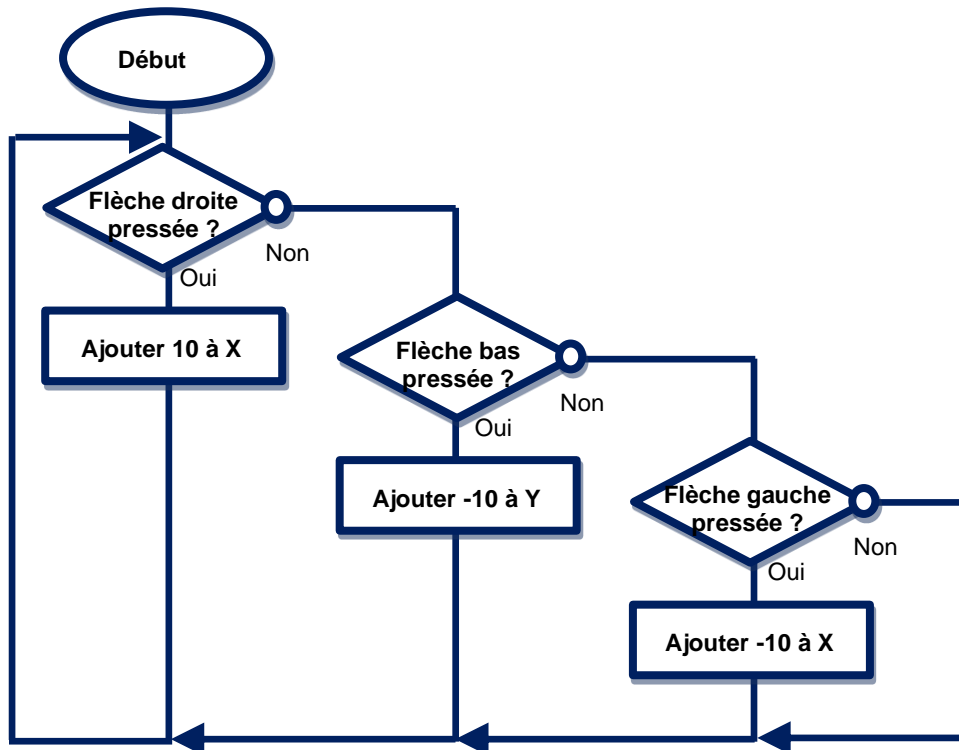 Début
Flèche droite
pressée ?
Non
Oui
Ajouter 10 à X
Flèche bas
pressée ?
Non
Oui
Ajouter -10 à Y
Flèche gauche
pressée ?
Non
Oui
Ajouter -10 à X